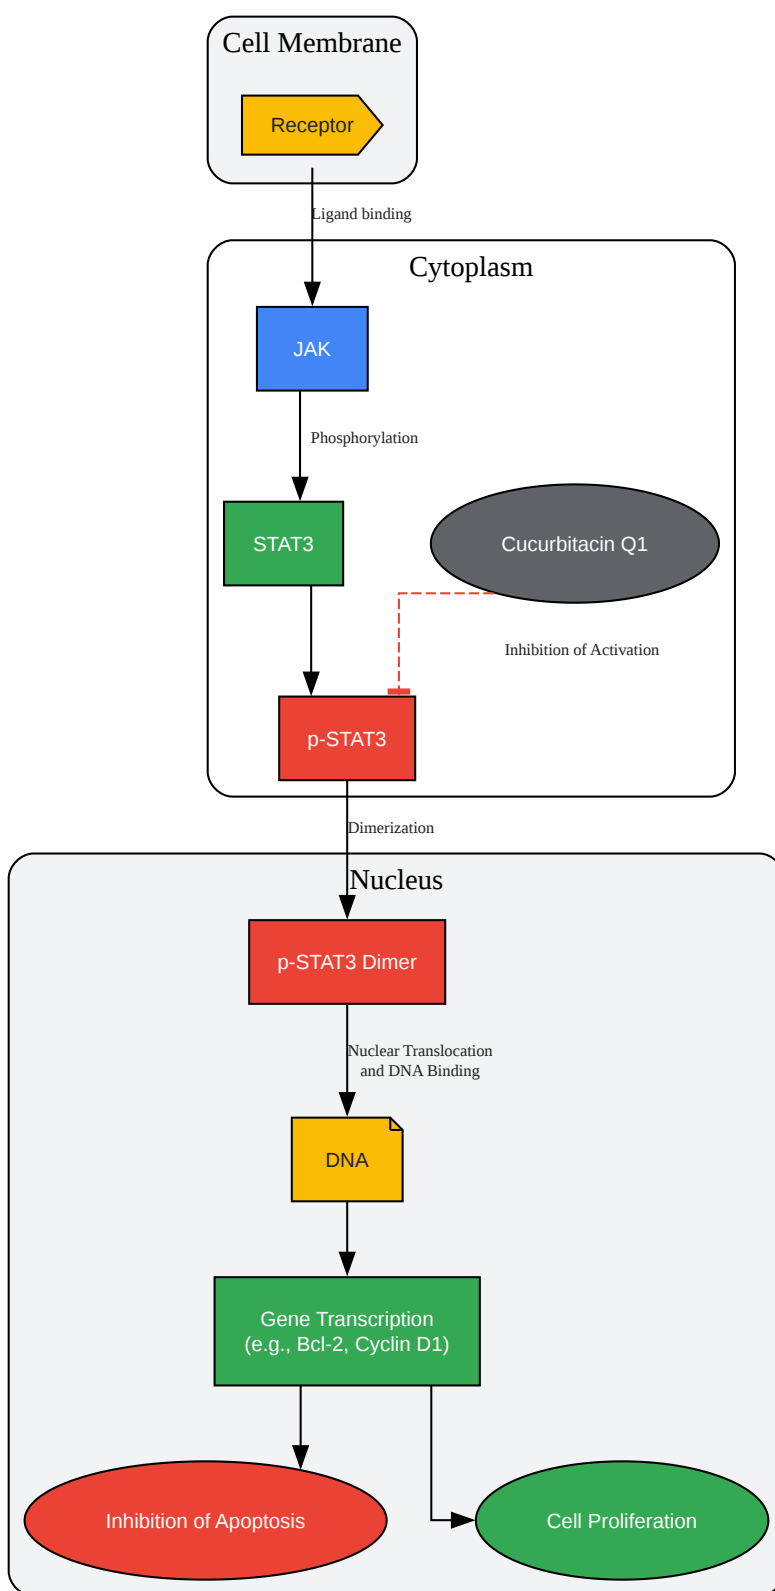 Cell Membrane
Receptor
Ligand binding
Cytoplasm
JAK
Phosphorylation
STAT3
Cucurbitacin Q1
Inhibition of Activation
p-STAT3
Dimerization
Nucleus
p-STAT3 Dimer
Nuclear Translocation
and DNA Binding
DNA
Gene Transcription
(e.g., Bcl-2, Cyclin D1)
Inhibition of Apoptosis
Cell Proliferation